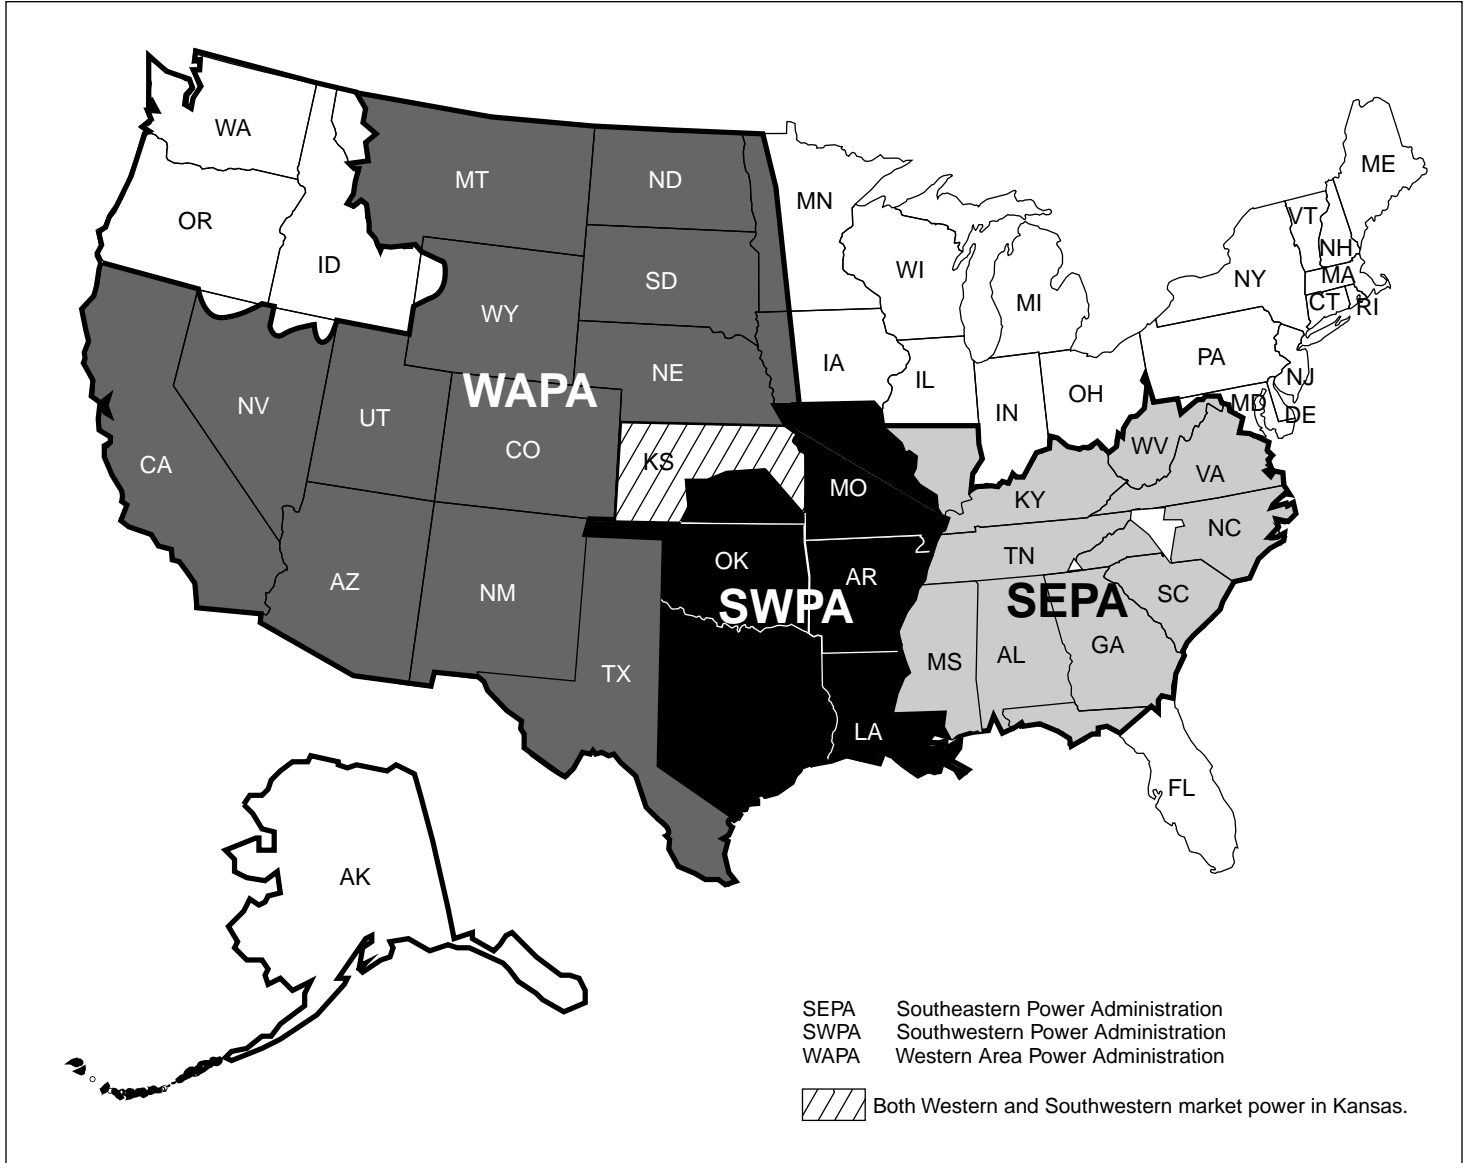 WA
MT
ND
MN
ME
OR
ID
SD
WI
MI
VT
NH
NY
MA
CT
RI
WY
NE
IA
IL
IN
OH
PA
NJ
MD
DE
NV
UT
WAPA
CO
CA
KS
MO
KY
WV
VA
NC
TN
AZ
NM
OK
AR
SWPA
SEPA
SC
TX
MS
AL
GA
LA
FL
AK
SEPA Southeastern Power Administration
SWPA Southwestern Power Administration
WAPA Western Area Power Administration
Both Western and Southwestern market power in Kansas.